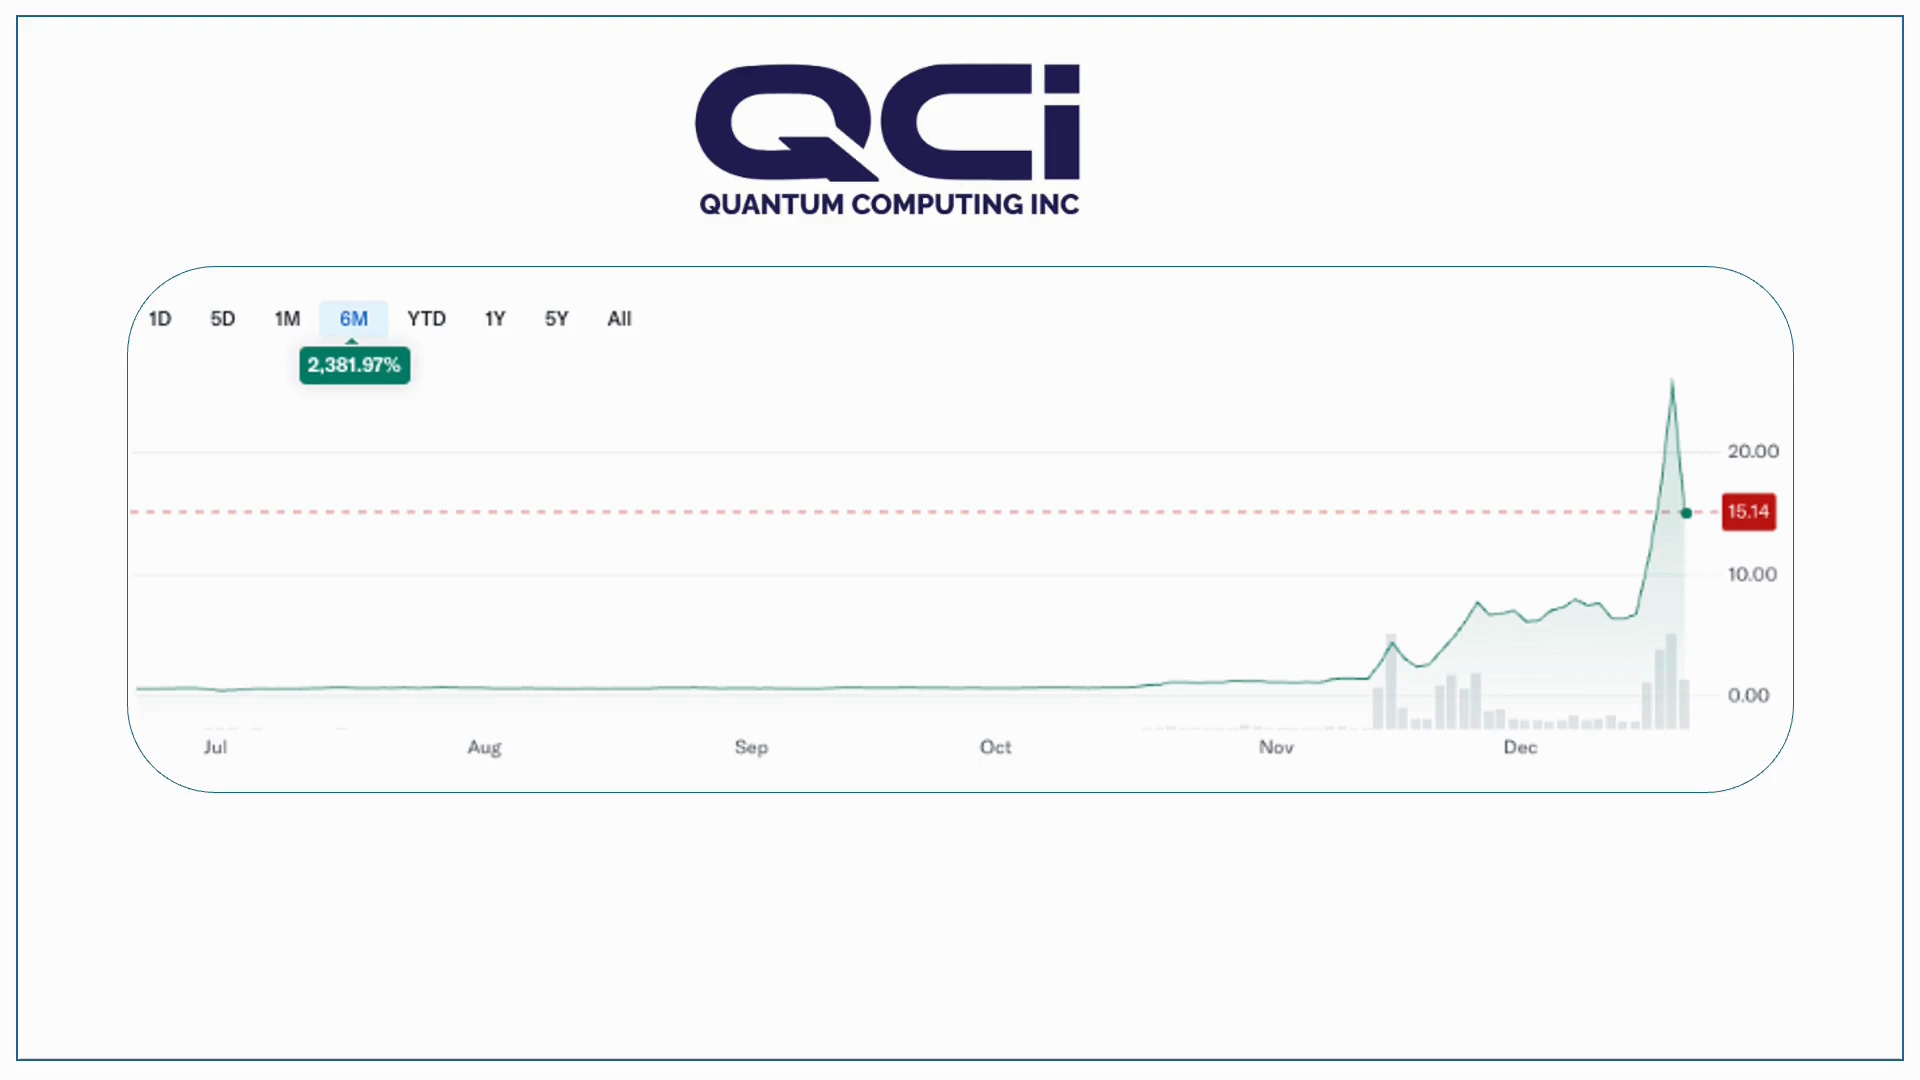 QCi
QUANTUM COMPUTING INC
1D 5D 1M 6M YTD 1Y 5Y All
2,381.97%
20.00
15.14
10.00
0.00
Jul Aug Sep Oct Nov Dec